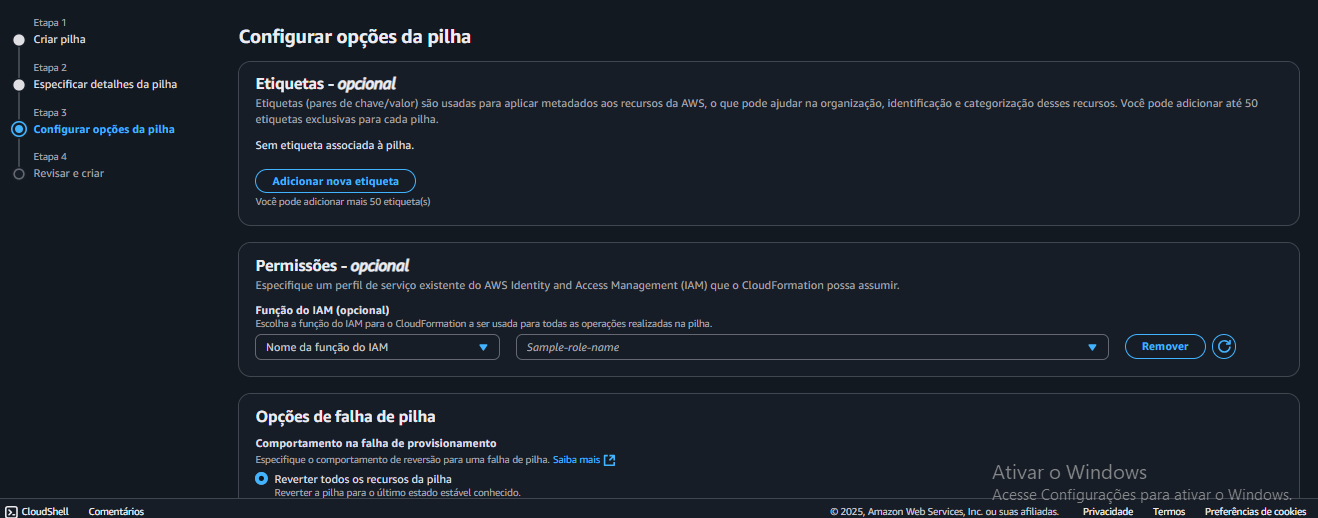 Etapa 1
Criar pilha
Etapa 2
Especificar detalhes da pilha
Etapa 3
Configurar opções da pilha
Etapa 4
Revisar e criar
Configurar opções da pilha
Etiquetas - opcional
Etiquetas (pares de chave/valor) são usadas para aplicar metadados aos recursos da AWS, o que pode ajudar na organização, identificação e categorização desses recursos. Você pode adicionar até 50
etiquetas exclusivas para cada pilha.
Sem etiqueta associada à pilha.
Adicionar nova etiqueta
Você pode adicionar mais 50 etiqueta(s)
Permissões - opcional
Especifique um perfil de serviço existente do AWS Identity and Access Management (IAM) que o CloudFormation possa assumir.
Função do IAM (opcional)
Escolha a função do IAM para o CloudFormation a ser usada para todas as operações realizadas na pilha.
Nome da função do IAM
Sample-role-name
Remover
Opções de falha de pilha
Comportamento na falha de provisionamento
Especifique o comportamento de reversão para uma falha de pilha. Saiba mais
Reverter todos os recursos da pilha
Reverter a pilha para o último estado estável conhecido.
Ativar o Windows
Acesse Configurações para ativar o Windows.
CloudShell
Comentários
© 2025, Amazon Web Services, Inc. ou suas afiliadas.
Privacidade
Termos
Preferências de cookies